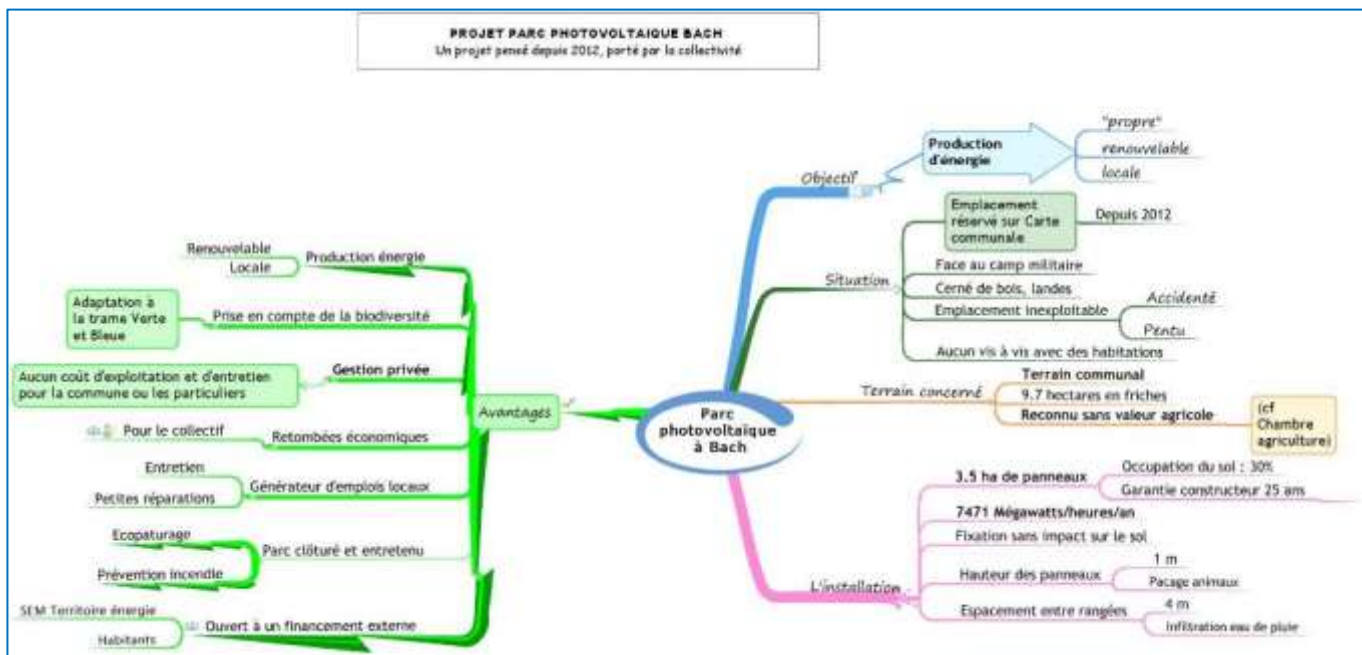 PROJET PARC PHOTOVOLTAIQUE BACH
Un projet pensé depuis 2012, porté par la collectivité
Parc
photovoltaïque
à Bach
Objectif
Production
d'énergie
"propre"
renouvelable
locale
Situation
Emplacement
réservé sur Carte
communale
Depuis 2012
Face au camp militaire
Cerné de bois, landes
Emplacement inexploitable
Accidenté
Pentu
Aucun vis à vis avec des habitations
Terrain concerné
Terrain communal
9.7 hectares en friches
Reconnu sans valeur agricole
(cf
Chambre
agriculture)
L'installation
3.5 ha de panneaux
Occupation du sol : 30%
Garantie constructeur 25 ans
7471 Mégawatts/heures/an
Fixation sans impact sur le sol
Hauteur des panneaux
1 m
Pacage animaux
Espacement entre rangées
4 m
Infiltration eau de pluie
Avantages
Production énergie
Renouvelable
Locale
Prise en compte de la biodiversité
Adaptation à
la trame Verte
et Bleue
Gestion privée
Aucun coût d'exploitation et d'entretien
pour la commune ou les particuliers
Retombées économiques
Pour le collectif
Générateur d'emplois locaux
Entretien
Petites réparations
Parc clôturé et entretenu
Ecopaturage
Prévention incendie
Ouvert à un financement externe
SEM Territoire énergie
Habitants